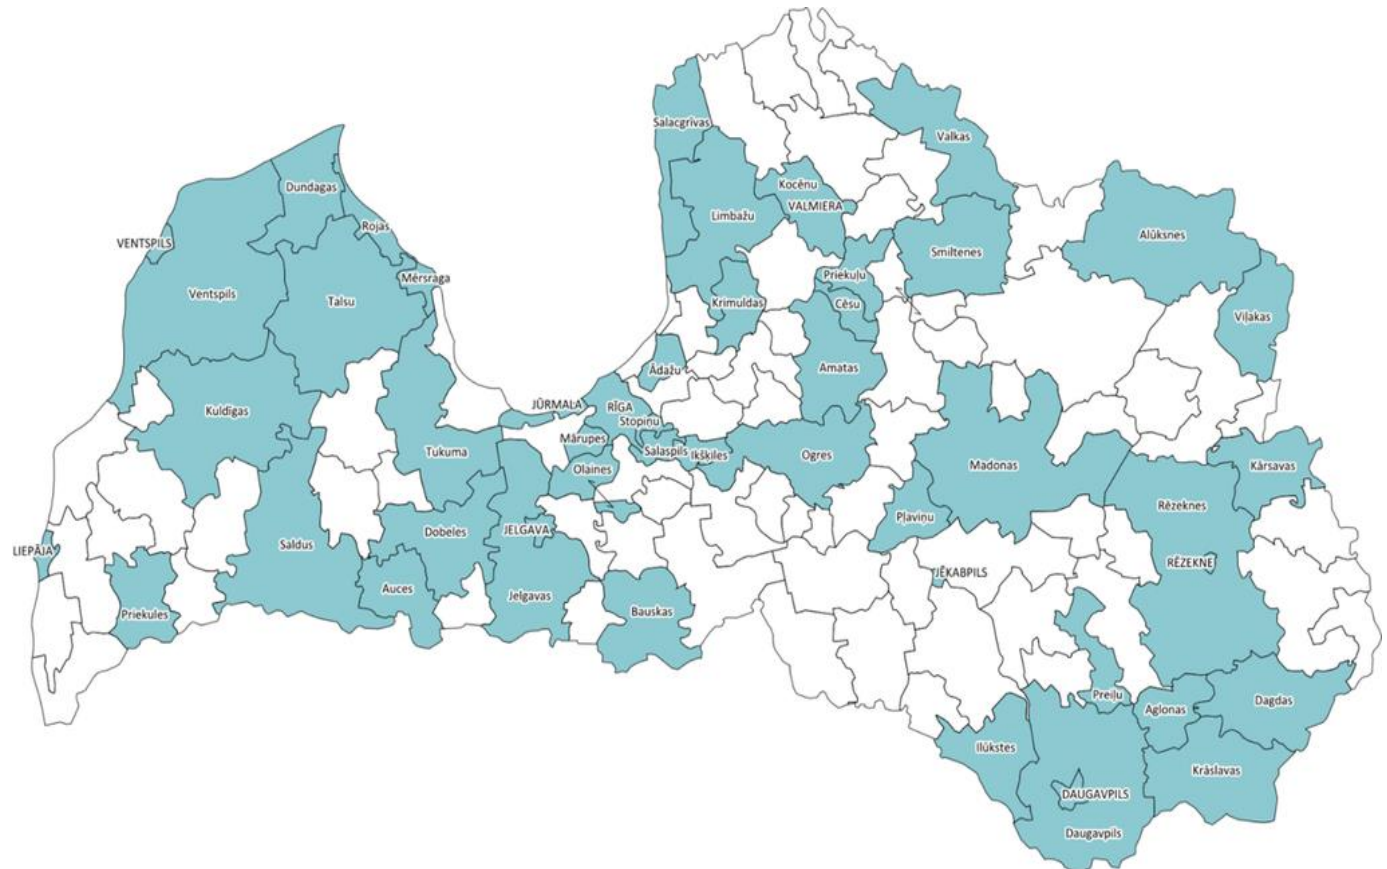 Salacgrīvas
Valkas
Dundagas
Kocēnu
VALMIERA
Limbažu
Rojas
VENTSPILS
Alūksnes
Smiltenes
Mērsraga
Priekuļu
Ventspils
Talsu
Krimuldas
Cēsu
Viļakas
Ādažu
Amatas
JŪRMALA
RĪGA
Kuldīgas
Stopiņu
Mārupes
Tukuma
Salaspils
Ikšķiles
Ogres
Olaines
Madonas
Kārsavas
Rēzeknes
Pļaviņu
Dobeles
JELGAVA
LIEPĀJA
Saldus
RĒZEKNE
JĒKABPILS
Auces
Jelgavas
Priekules
Bauskas
Preiļu
Aglonas
Dagdas
Ilūkstes
Krāslavas
DAUGAVPILS
Daugavpils